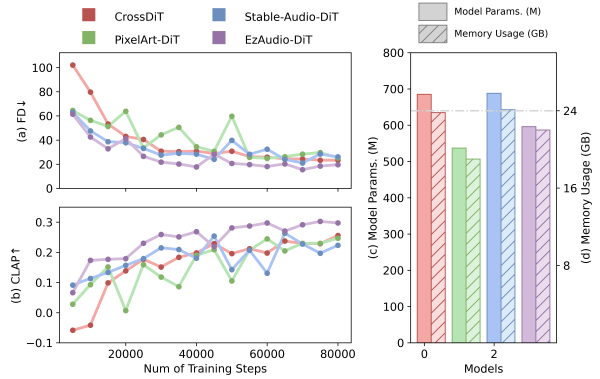 CrossDiT
Stable-Audio-DiT
PixelArt-DiT
EzAudio-DiT
Model Params. (M)
Memory Usage (GB)
(a) FD↓
100
80
60
40
20
0
(b) CLAP↑
0.3
0.2
0.1
0.0
−0.1
20000
40000
60000
80000
Num of Training Steps
(c) Model Params. (M)
800
700
600
500
400
300
200
100
0
0
2
Models
24
16
8
(d) Memory Usage (GB)